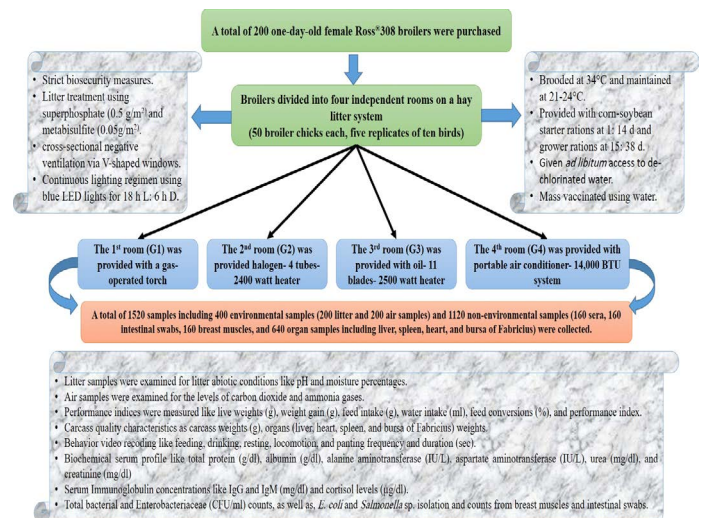 A total of 200 one-day-old female Ross®308 broilers were purchased
• Strict biosecurity measures.
• Litter treatment using
superphosphate (0.5 g/m²) and
metabisulfite (0.05g/m²).
• cross-sectional negative
ventilation via V-shaped windows.
• Continuous lighting regimen using
blue LED lights for 18 h L: 6 h D.
Broilers divided into four independent rooms on a hay
litter system
(50 broiler chicks each, five replicates of ten birds)
• Brooded at 34°C and maintained
at 21-24°C.
• Provided with corn-soybean
starter rations at 1: 14 d and
grower rations at 15: 38 d.
• Given ad libitum access to de-
chlorinated water.
• Mass vaccinated using water.
The 1st room (G1) was
provided with a gas-
operated torch
The 2nd room (G2) was
provided halogen- 4 tubes-
2400 watt heater
The 3rd room (G3) was
provided with oil- 11
blades- 2500 watt heater
The 4th room (G4) was provided with
portable air conditioner- 14,000 BTU
system
A total of 1520 samples including 400 environmental samples (200 litter and 200 air samples) and 1120 non-environmental samples (160 sera, 160
intestinal swabs, 160 breast muscles, and 640 organ samples including liver, spleen, heart, and bursa of Fabricius) were collected.
• Litter samples were examined for litter abiotic conditions like pH and moisture percentages.
• Air samples were examined for the levels of carbon dioxide and ammonia gases.
• Performance indices were measured like live weights (g), weight gain (g), feed intake (g), water intake (ml), feed conversions (%), and performance index.
• Carcass quality characteristics as carcass weights (g), organs (liver, heart, spleen, and bursa of Fabricius) weights.
• Behavior video recoding like feeding, drinking, resting, locomotion, and panting frequency and duration (sec).
• Biochemical serum profile like total protein (g/dl), albumin (g/dl), alanine aminotransferase (IU/L), aspartate aminotransferase (IU/L), urea (mg/dl), and
creatinine (mg/dl)
• Serum Immunoglobulin concentrations like IgG and IgM (mg/dl) and cortisol levels (µg/dl).
• Total bacterial and Enterobacteriaceae (CFU/ml) counts, as well as, E. coli and Salmonella sp. isolation and counts from breast muscles and intestinal swabs.